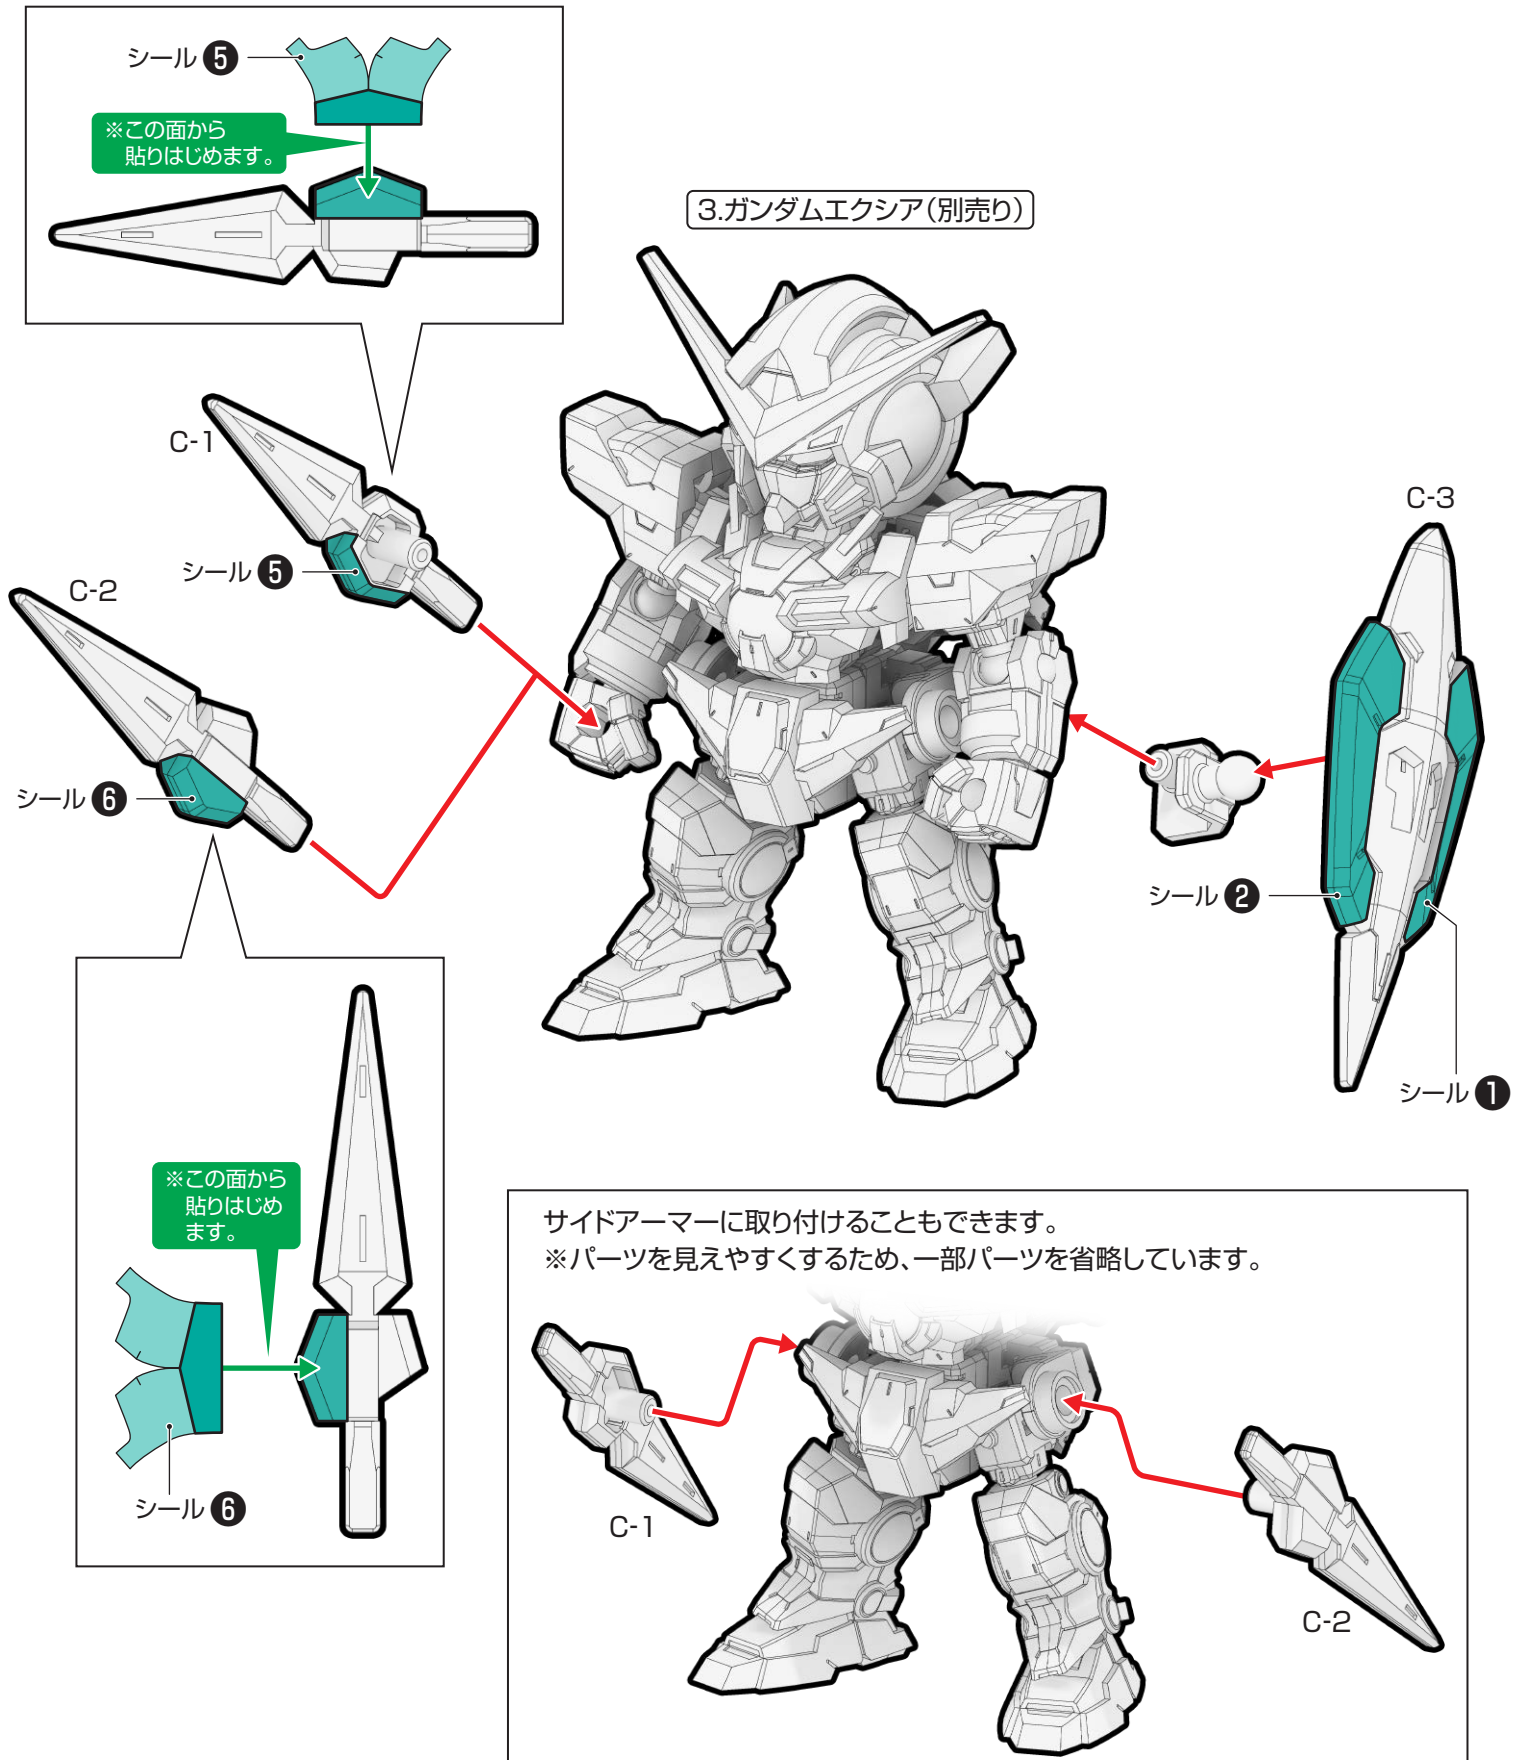 シール 5
※この面から
貼りはじめます。
3.ガンダムエクシア(別売り)
C-1
シール 5
C-2
シール 6
C-3
シール 2
シール 1
※この面から
貼りはじめ
ます。
シール 6
サイドアーマーに取り付けることもできます。
※パーツを見えやすくするため、一部パーツを省略しています。
C-1
C-2